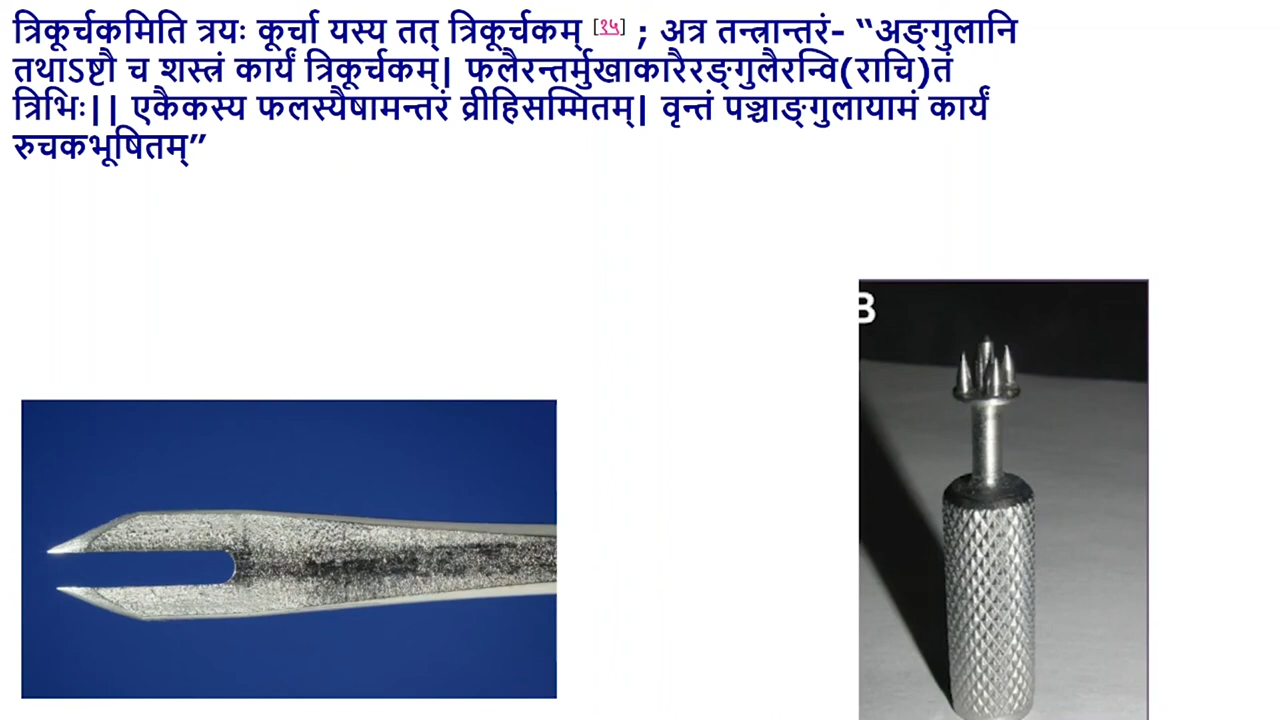 त्रिकूर्चकमिति त्रयः कूर्चा यस्य तत् त्रिकूर्चकम् [१५] ; अत्र तन्त्रान्तरं- “अङ्गुलानि
तथाऽष्टौ च शस्त्रं कार्यं त्रिकूर्चकम्| फलैरन्तर्मुखाकारैरङ्गुलैरन्वि(राचि)तं
त्रिभिः|| एकैकस्य फलस्यैषामन्तरं व्रीहिसम्मितम्| वृन्तं पञ्चाङ्गुलायामं कार्यं
रुचकभूषितम्”
B